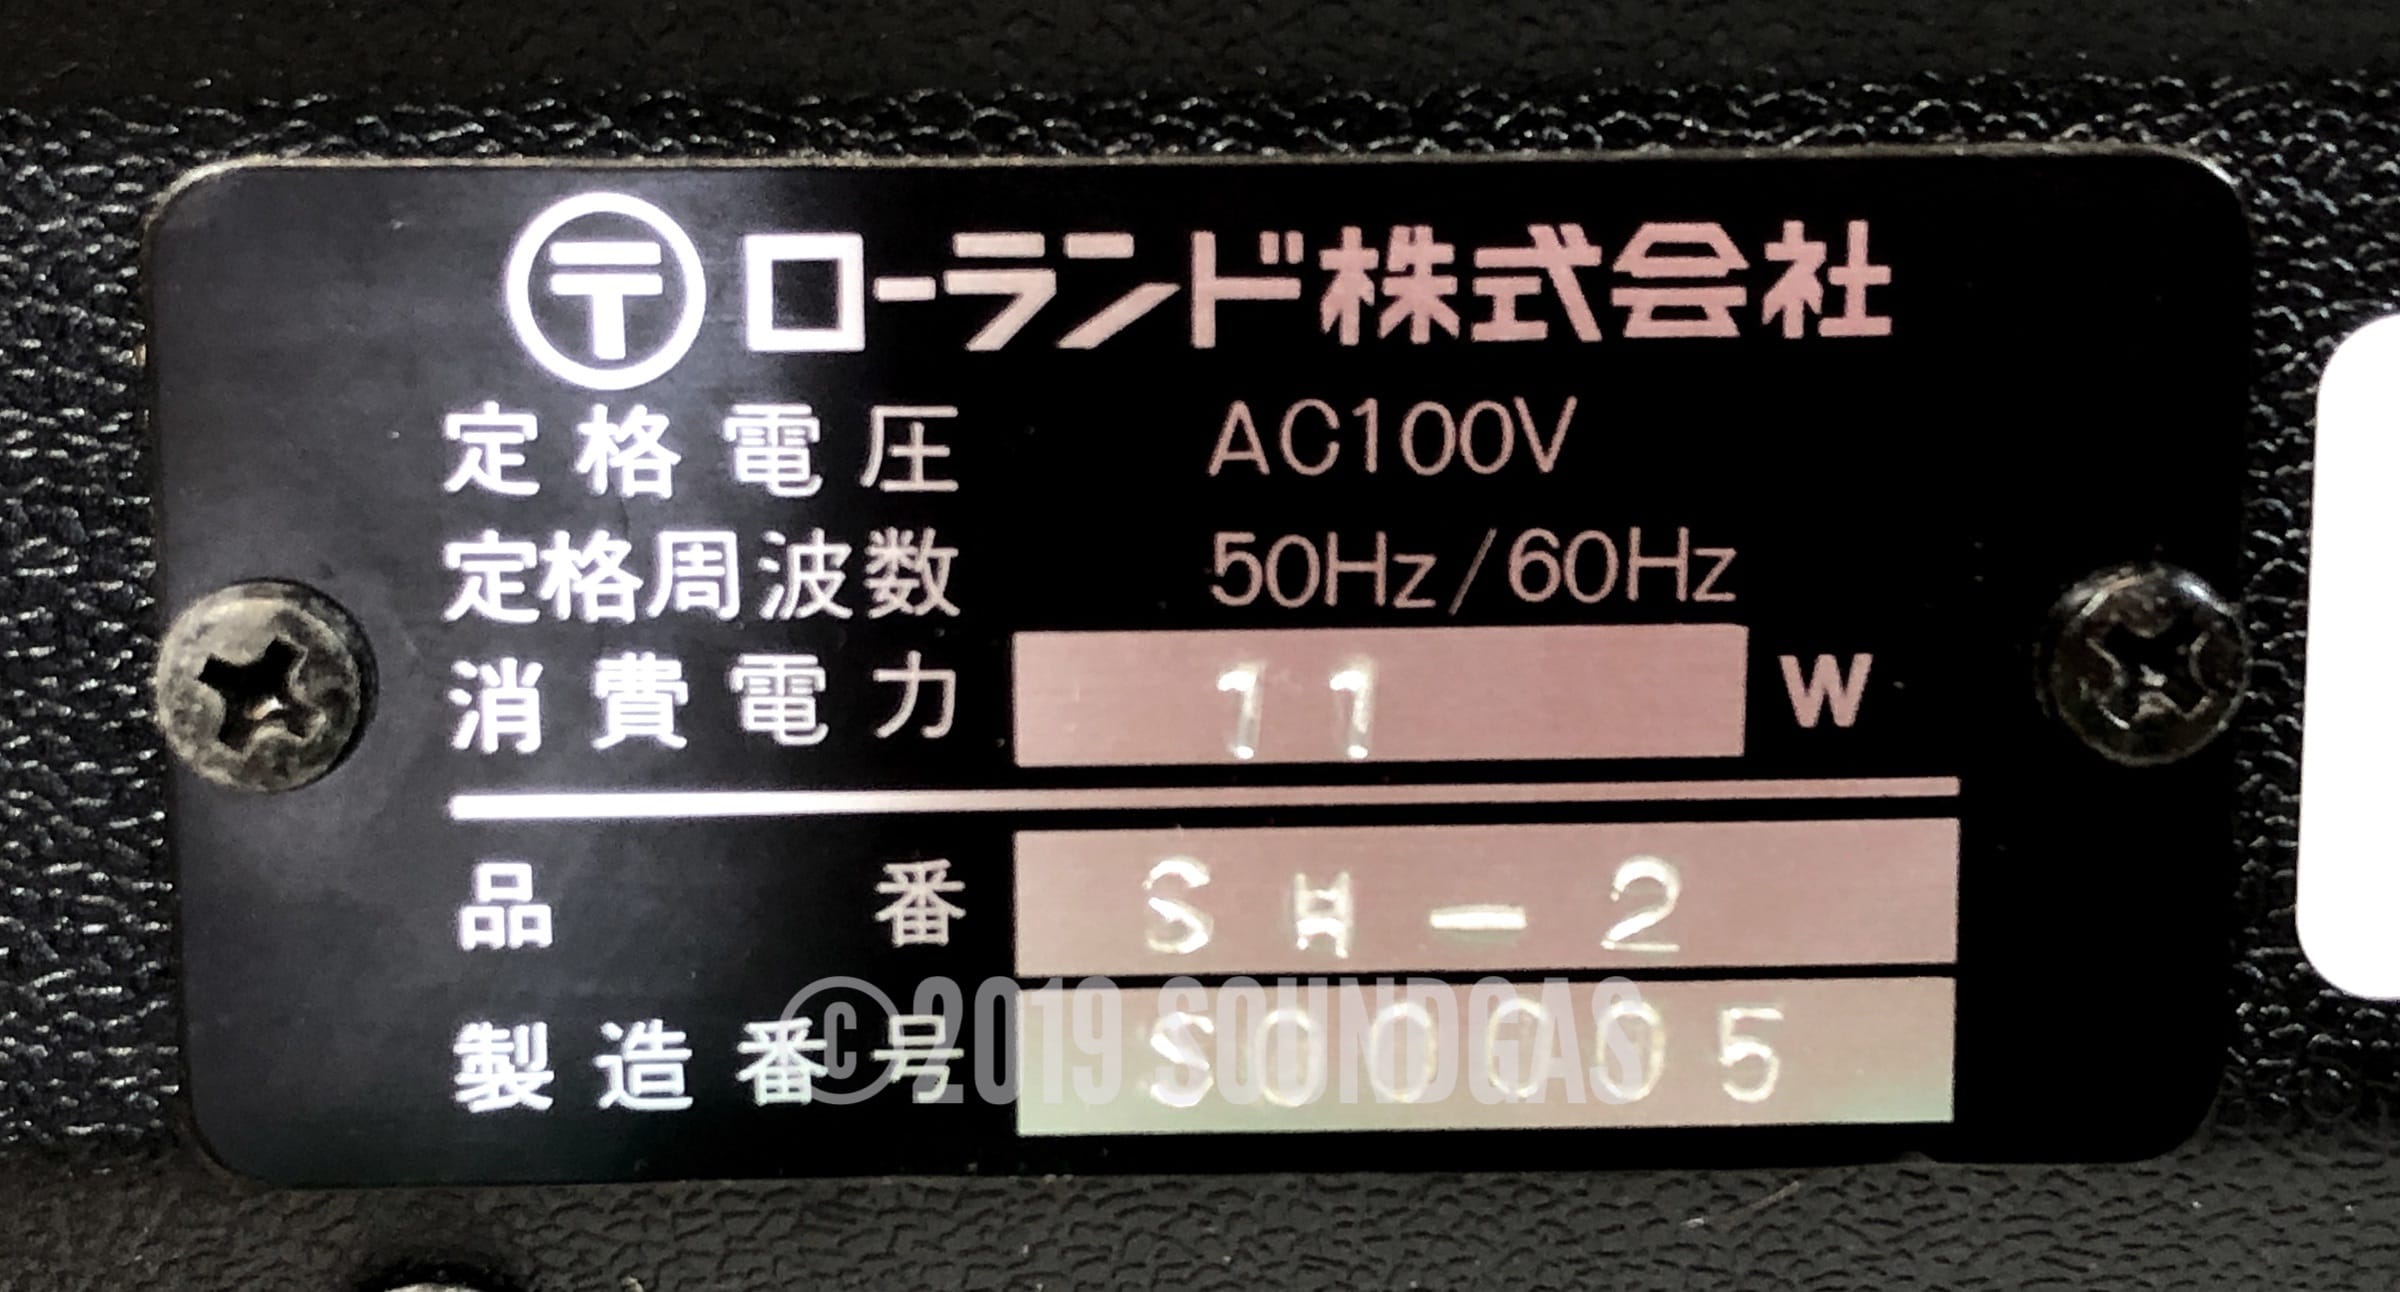 〶 ローランド株式会社
定格電圧 AC100V
定格周波数 50Hz/60Hz
消費電力 11 W
品番 SH-2
製造番号 S00005
©2019 SOUNDGAS